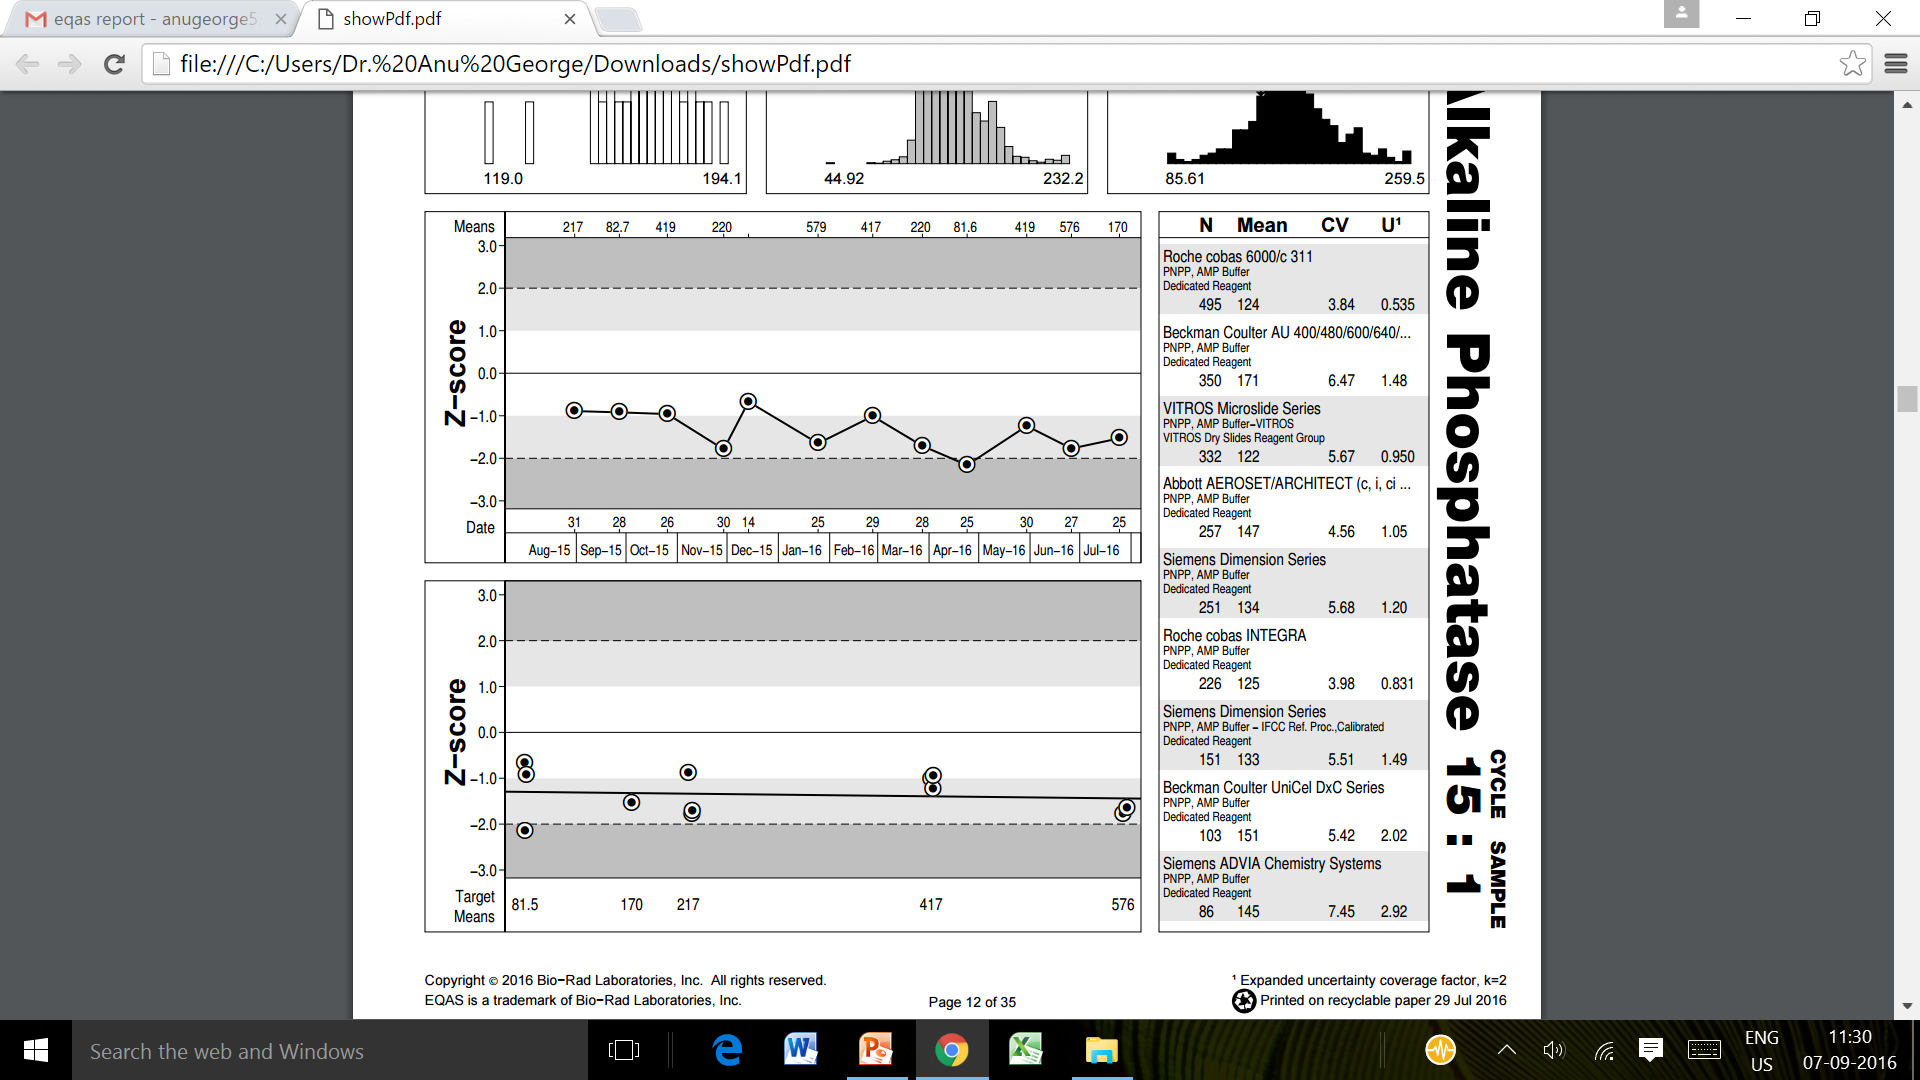 eqas report - anugeorge5
showPdf.pdf
file:///C:/Users/Dr.%20Anu%20George/Downloads/showPdf.pdf
119.0 194.1
44.92 232.2
85.61 259.5
Means 217 82.7 419 220 579 417 220 81.6 419 576 170
3.0
2.0
1.0
0.0
−1.0
−2.0
−3.0
Z−score
Date 31 28 26 30 14 25 29 28 25 30 27 25
Aug−15 Sep−15 Oct−15 Nov−15 Dec−15 Jan−16 Feb−16 Mar−16 Apr−16 May−16 Jun−16 Jul−16
3.0
2.0
1.0
0.0
−1.0
−2.0
−3.0
Z−score
Target
Means
81.5 170 217 417 576
N Mean CV U¹
Roche cobas 6000/c 311
PNPP, AMP Buffer
Dedicated Reagent
495 124 3.84 0.535
Beckman Coulter AU 400/480/600/640/...
PNPP, AMP Buffer
Dedicated Reagent
350 171 6.47 1.48
VITROS Microslide Series
PNPP, AMP Buffer−VITROS
VITROS Dry Slides Reagent Group
332 122 5.67 0.950
Abbott AEROSET/ARCHITECT (c, i, ci ...
PNPP, AMP Buffer
Dedicated Reagent
257 147 4.56 1.05
Siemens Dimension Series
PNPP, AMP Buffer
Dedicated Reagent
251 134 5.68 1.20
Roche cobas INTEGRA
PNPP, AMP Buffer
Dedicated Reagent
226 125 3.98 0.831
Siemens Dimension Series
PNPP, AMP Buffer − IFCC Ref. Proc.,Calibrated
Dedicated Reagent
151 133 5.51 1.49
Beckman Coulter UniCel DxC Series
PNPP, AMP Buffer
Dedicated Reagent
103 151 5.42 2.02
Siemens ADVIA Chemistry Systems
PNPP, AMP Buffer
Dedicated Reagent
86 145 7.45 2.92
Alkaline Phosphatase
CYCLE SAMPLE
15 : 1
Copyright © 2016 Bio−Rad Laboratories, Inc. All rights reserved.
EQAS is a trademark of Bio−Rad Laboratories, Inc.
Page 12 of 35
¹ Expanded uncertainty coverage factor, k=2
Printed on recyclable paper 29 Jul 2016
Search the web and Windows
ENG
US
11:30
07-09-2016